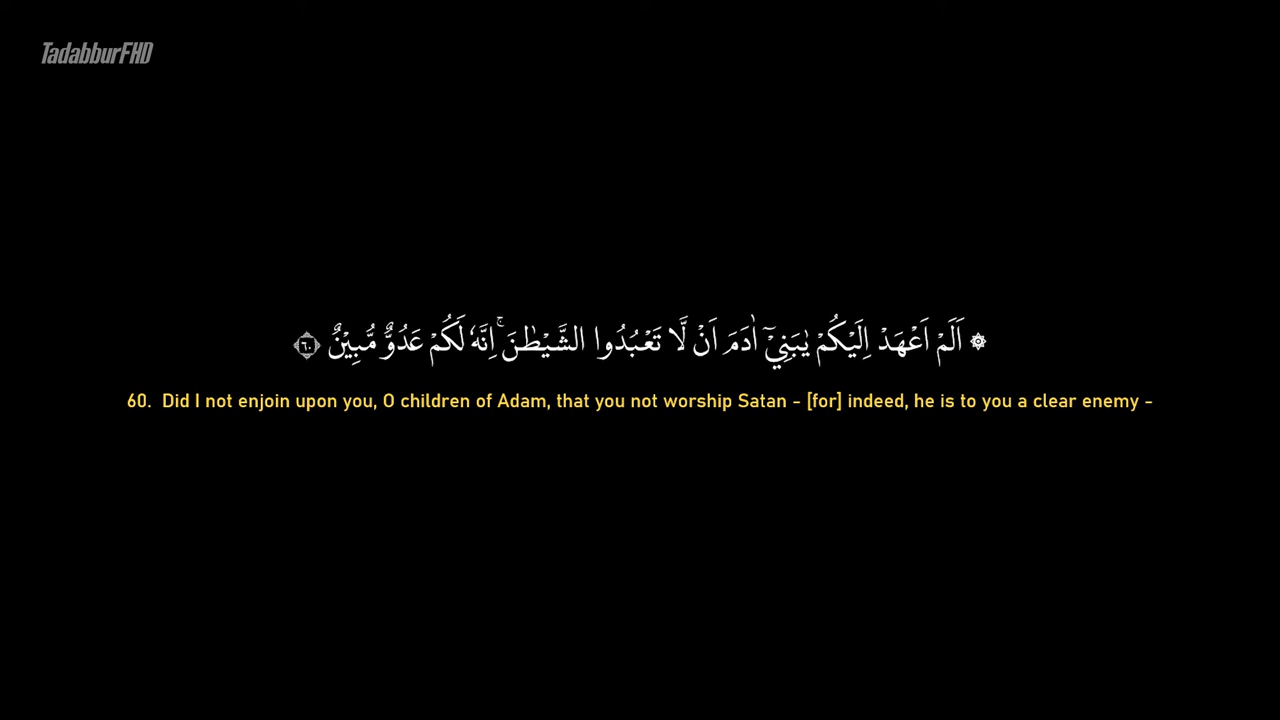 TadabburFHD
۞ اَلَمْ اَعْهَدْ اِلَيْكُمْ يٰبَنِيْٓ اٰدَمَ اَنْ لَّا تَعْبُدُوا الشَّيْطٰنَۚ اِنَّهٗ لَكُمْ عَدُوٌّ مُّبِيْنٌ ٦٠
60. Did I not enjoin upon you, O children of Adam, that you not worship Satan - [for] indeed, he is to you a clear enemy -